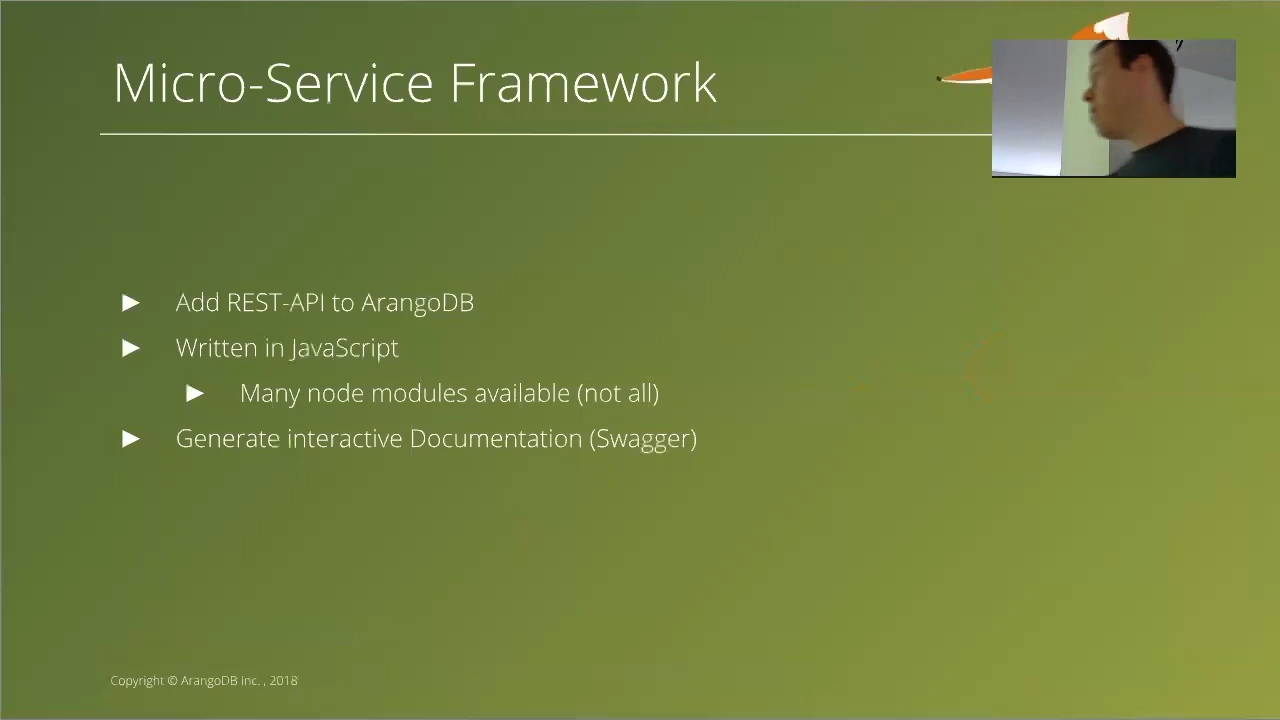 Micro-Service Framework
Add REST-API to ArangoDB
Written in JavaScript
Many node modules available (not all)
Generate interactive Documentation (Swagger)
Copyright © ArangoDB Inc. , 2018